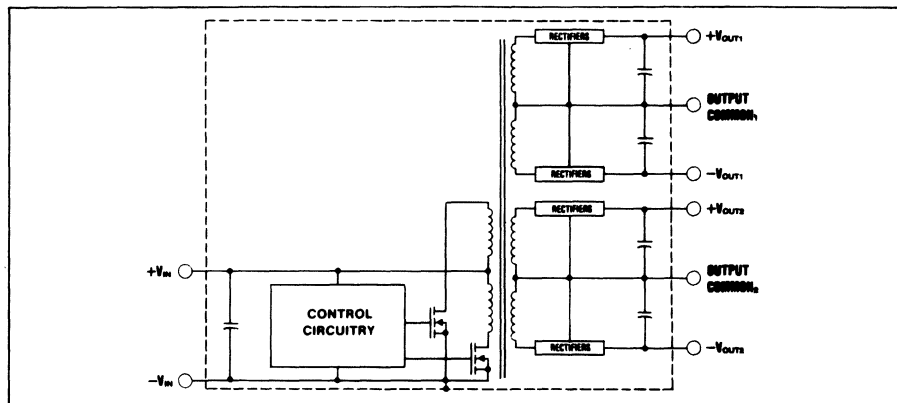 RECTIFIERS
+VOUT1
OUTPUT
COMMON1
RECTIFIERS
-VOUT1
RECTIFIERS
+VOUT2
OUTPUT
COMMON2
RECTIFIERS
-VOUT2
+VIN
CONTROL
CIRCUITRY
-VIN